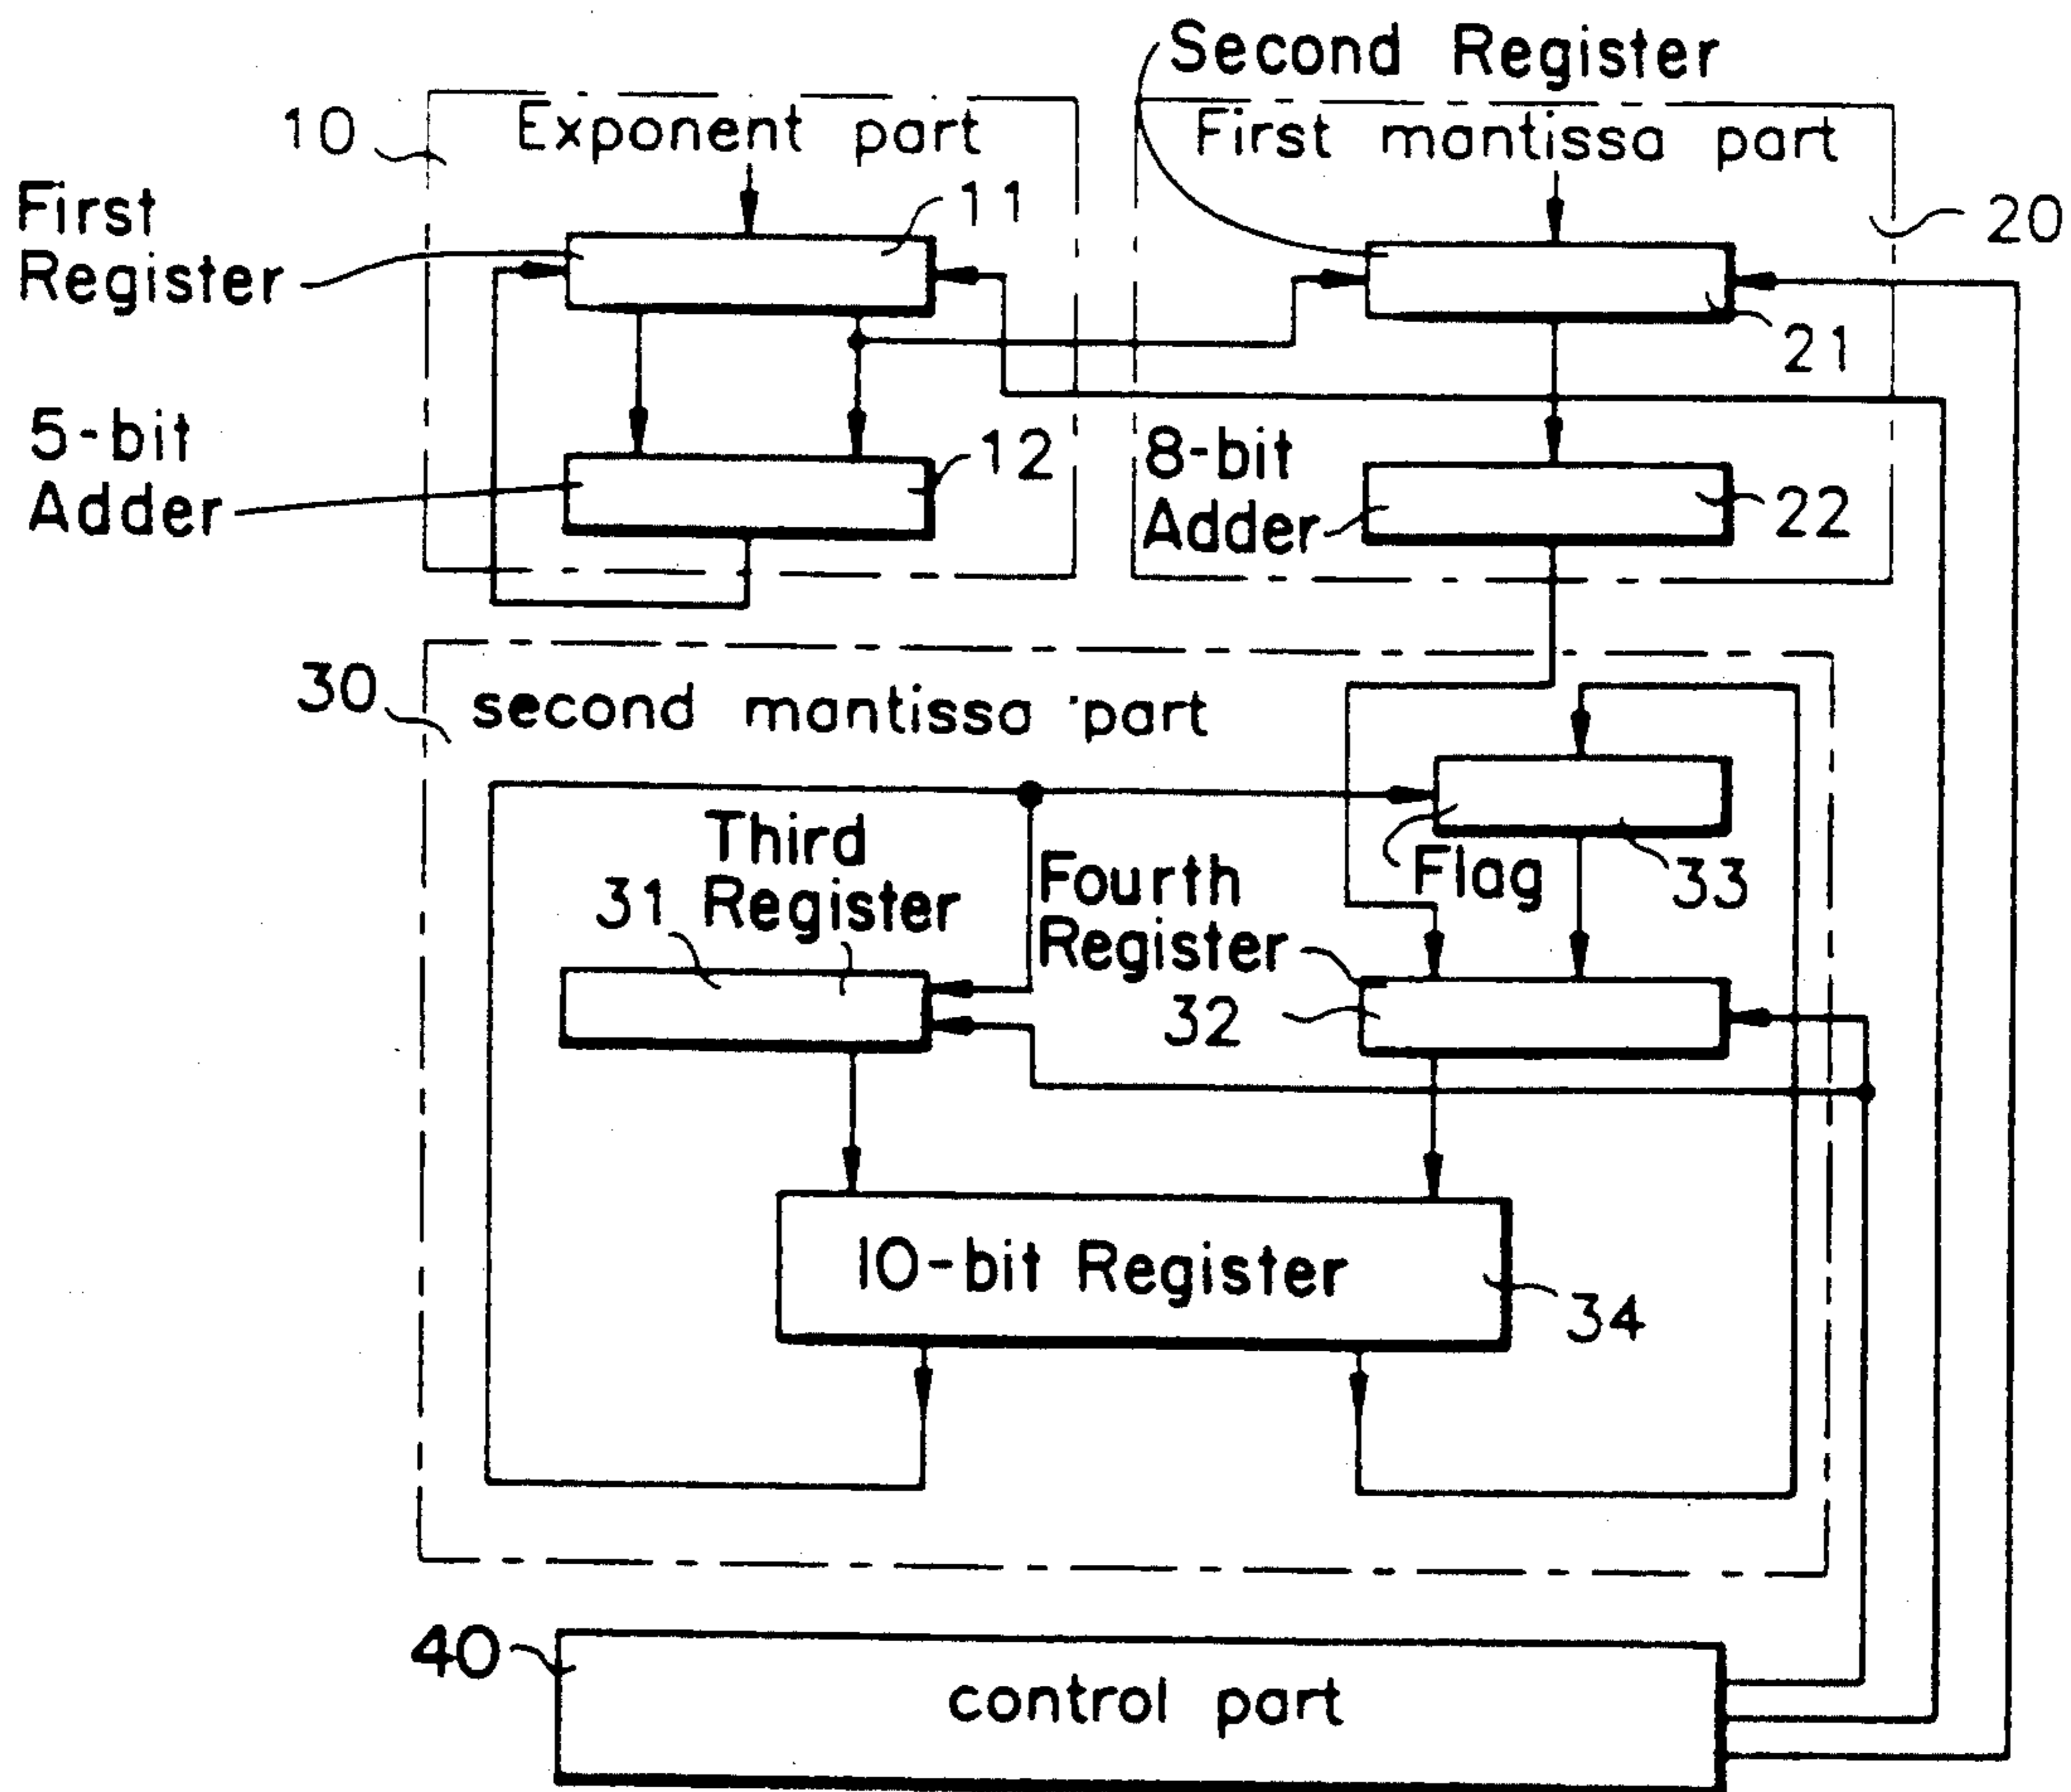 Second Register
10
Exponent part
First mantissa part
First
Register
11
20
21
5-bit
Adder
12
8-bit
Adder
22
30
second mantissa part
Third
31 Register
Flag
33
Fourth
Register
32
10-bit Register
34
40
control part